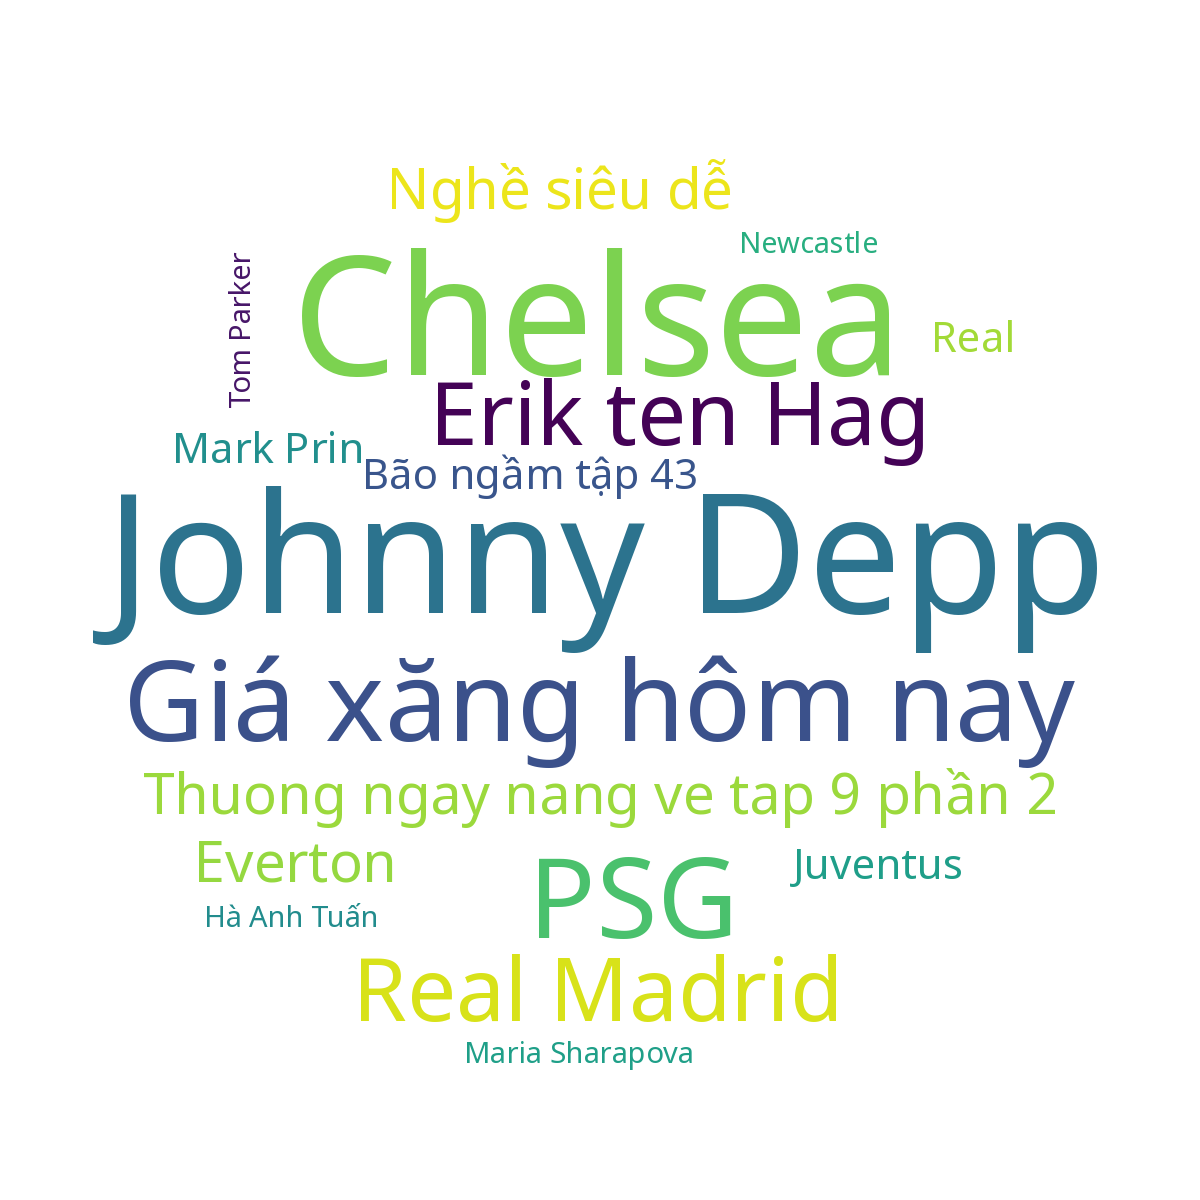 Nghề siêu dễ
Newcastle
Chelsea
Tom Parker
Real
Erik ten Hag
Mark Prin
Bão ngầm tập 43
Johnny Depp
Giá xăng hôm nay
Thuong ngay nang ve tap 9 phần 2
Everton
PSG
Juventus
Hà Anh Tuấn
Real Madrid
Maria Sharapova